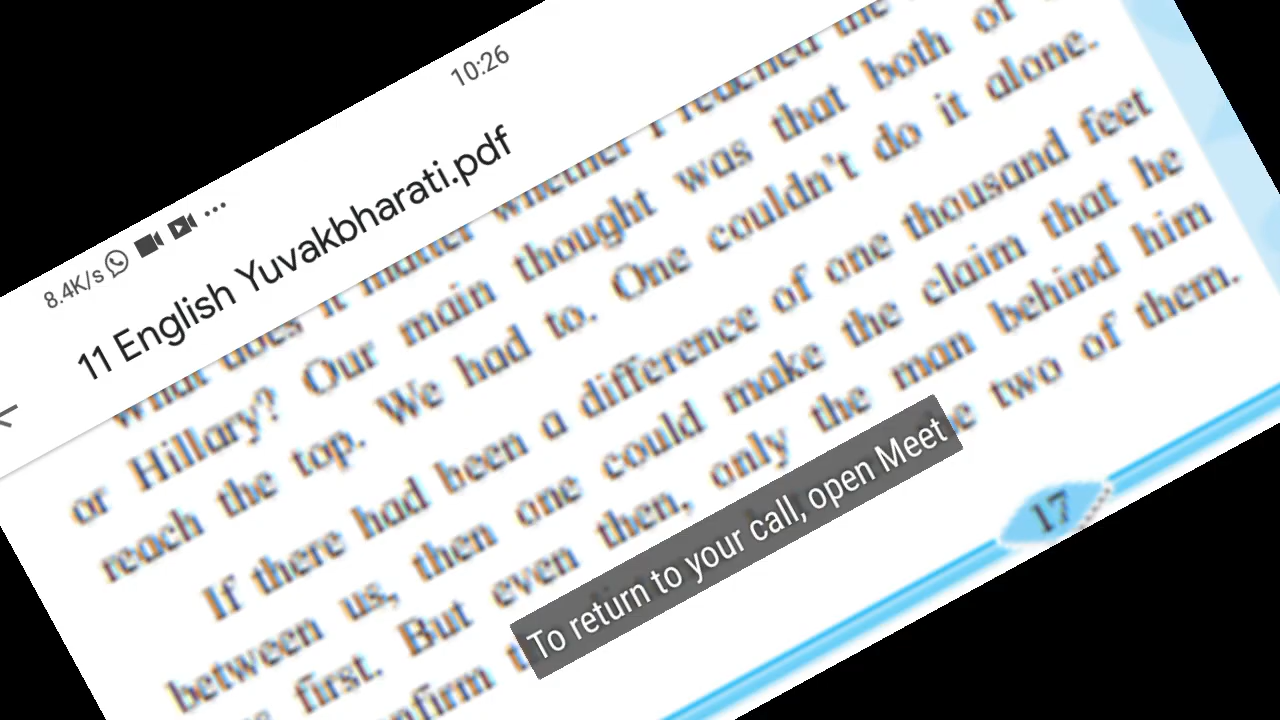 10:26
8.4K/s ...
11 English Yuvakbharati.pdf
What does it matter whether I reached the
or Hillary? Our main thought was that both of
reach the top. We had to. One couldn't do it alone.
If there had been a difference of one thousand feet
between us, then one could make the claim that he
first. But even then, only the man behind him
two of them.
To return to your call, open Meet
17